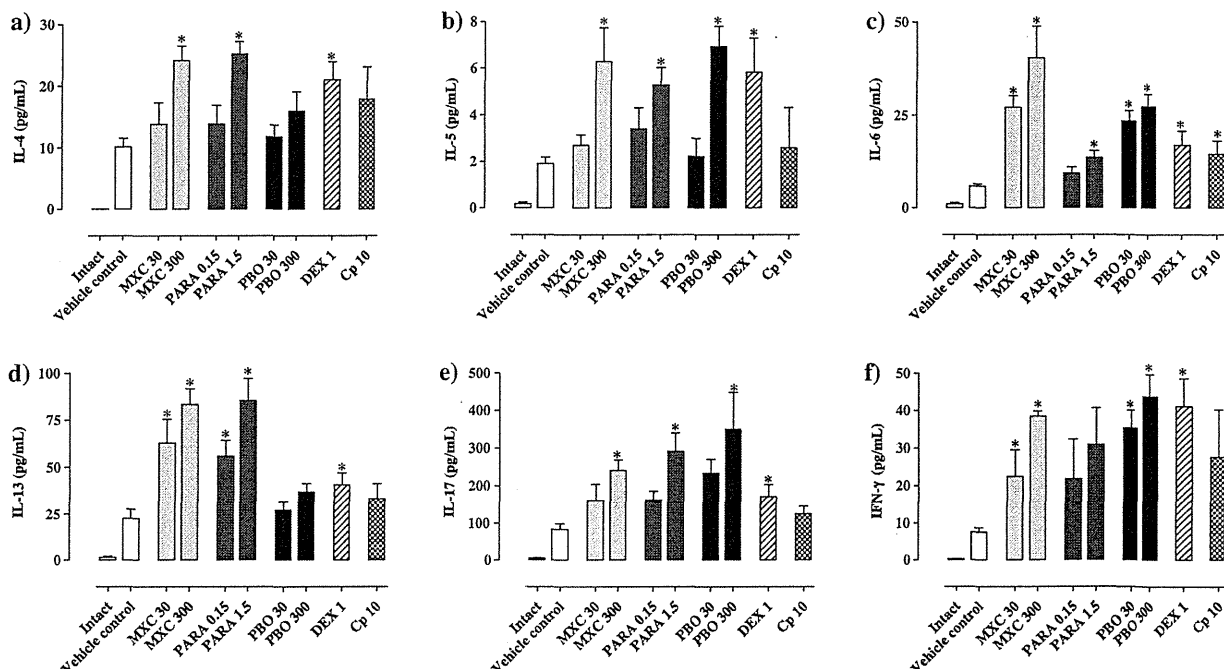 a)
IL-4 (pg/mL)
30
20
10
0
*
*
*
Intact
Vehicle control
MXC 30
MXC 300
PARA 0.15
PARA 1.5
PBO 30
PBO 300
DEX 1
Cp 10
b)
IL-5 (pg/mL)
8
6
4
2
0
*
*
*
*
Intact
Vehicle control
MXC 30
MXC 300
PARA 0.15
PARA 1.5
PBO 30
PBO 300
DEX 1
Cp 10
c)
IL-6 (pg/mL)
50
25
0
*
*
*
*
*
*
*
Intact
Vehicle control
MXC 30
MXC 300
PARA 0.15
PARA 1.5
PBO 30
PBO 300
DEX 1
Cp 10
d)
IL-13 (pg/mL)
100
75
50
25
0
*
*
*
*
*
Intact
Vehicle control
MXC 30
MXC 300
PARA 0.15
PARA 1.5
PBO 30
PBO 300
DEX 1
Cp 10
e)
IL-17 (pg/mL)
500
400
300
200
100
0
*
*
*
*
Intact
Vehicle control
MXC 30
MXC 300
PARA 0.15
PARA 1.5
PBO 30
PBO 300
DEX 1
Cp 10
f)
IFN-γ (pg/mL)
50
40
30
20
10
0
*
*
*
*
*
Intact
Vehicle control
MXC 30
MXC 300
PARA 0.15
PARA 1.5
PBO 30
PBO 300
DEX 1
Cp 10